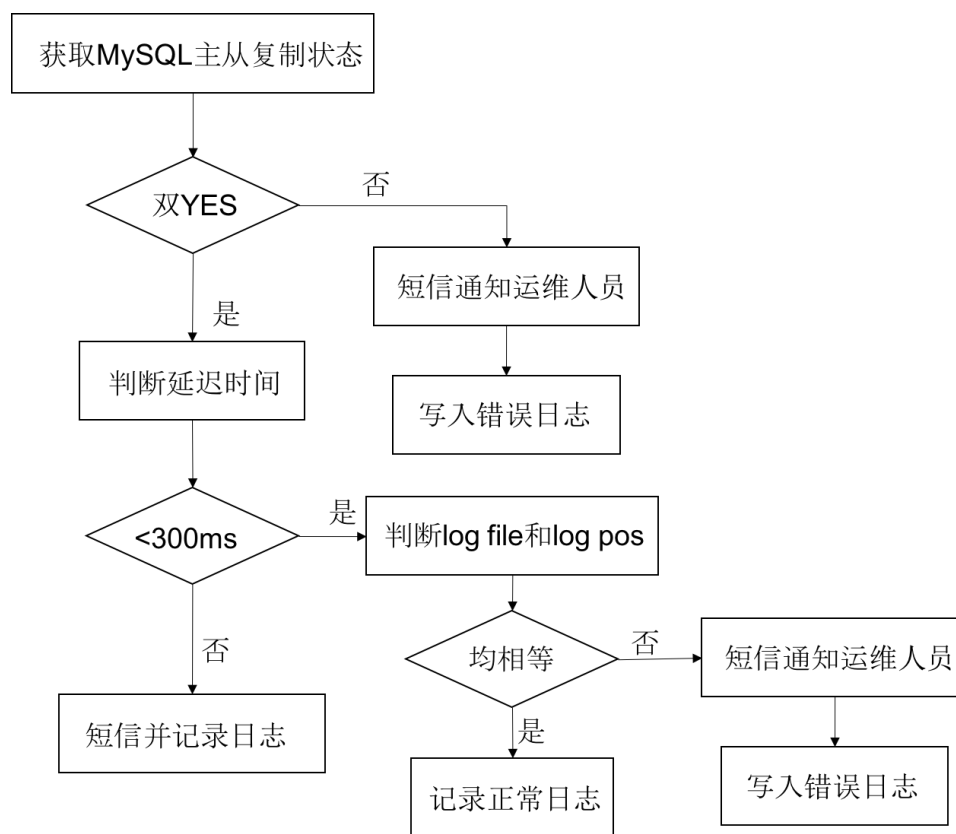 获取MySQL主从复制状态
双YES
否
短信通知运维人员
是
判断延迟时间
写入错误日志
<300ms
是
判断log file和log pos
否
均相等
否
短信通知运维人员
短信并记录日志
是
记录正常日志
写入错误日志